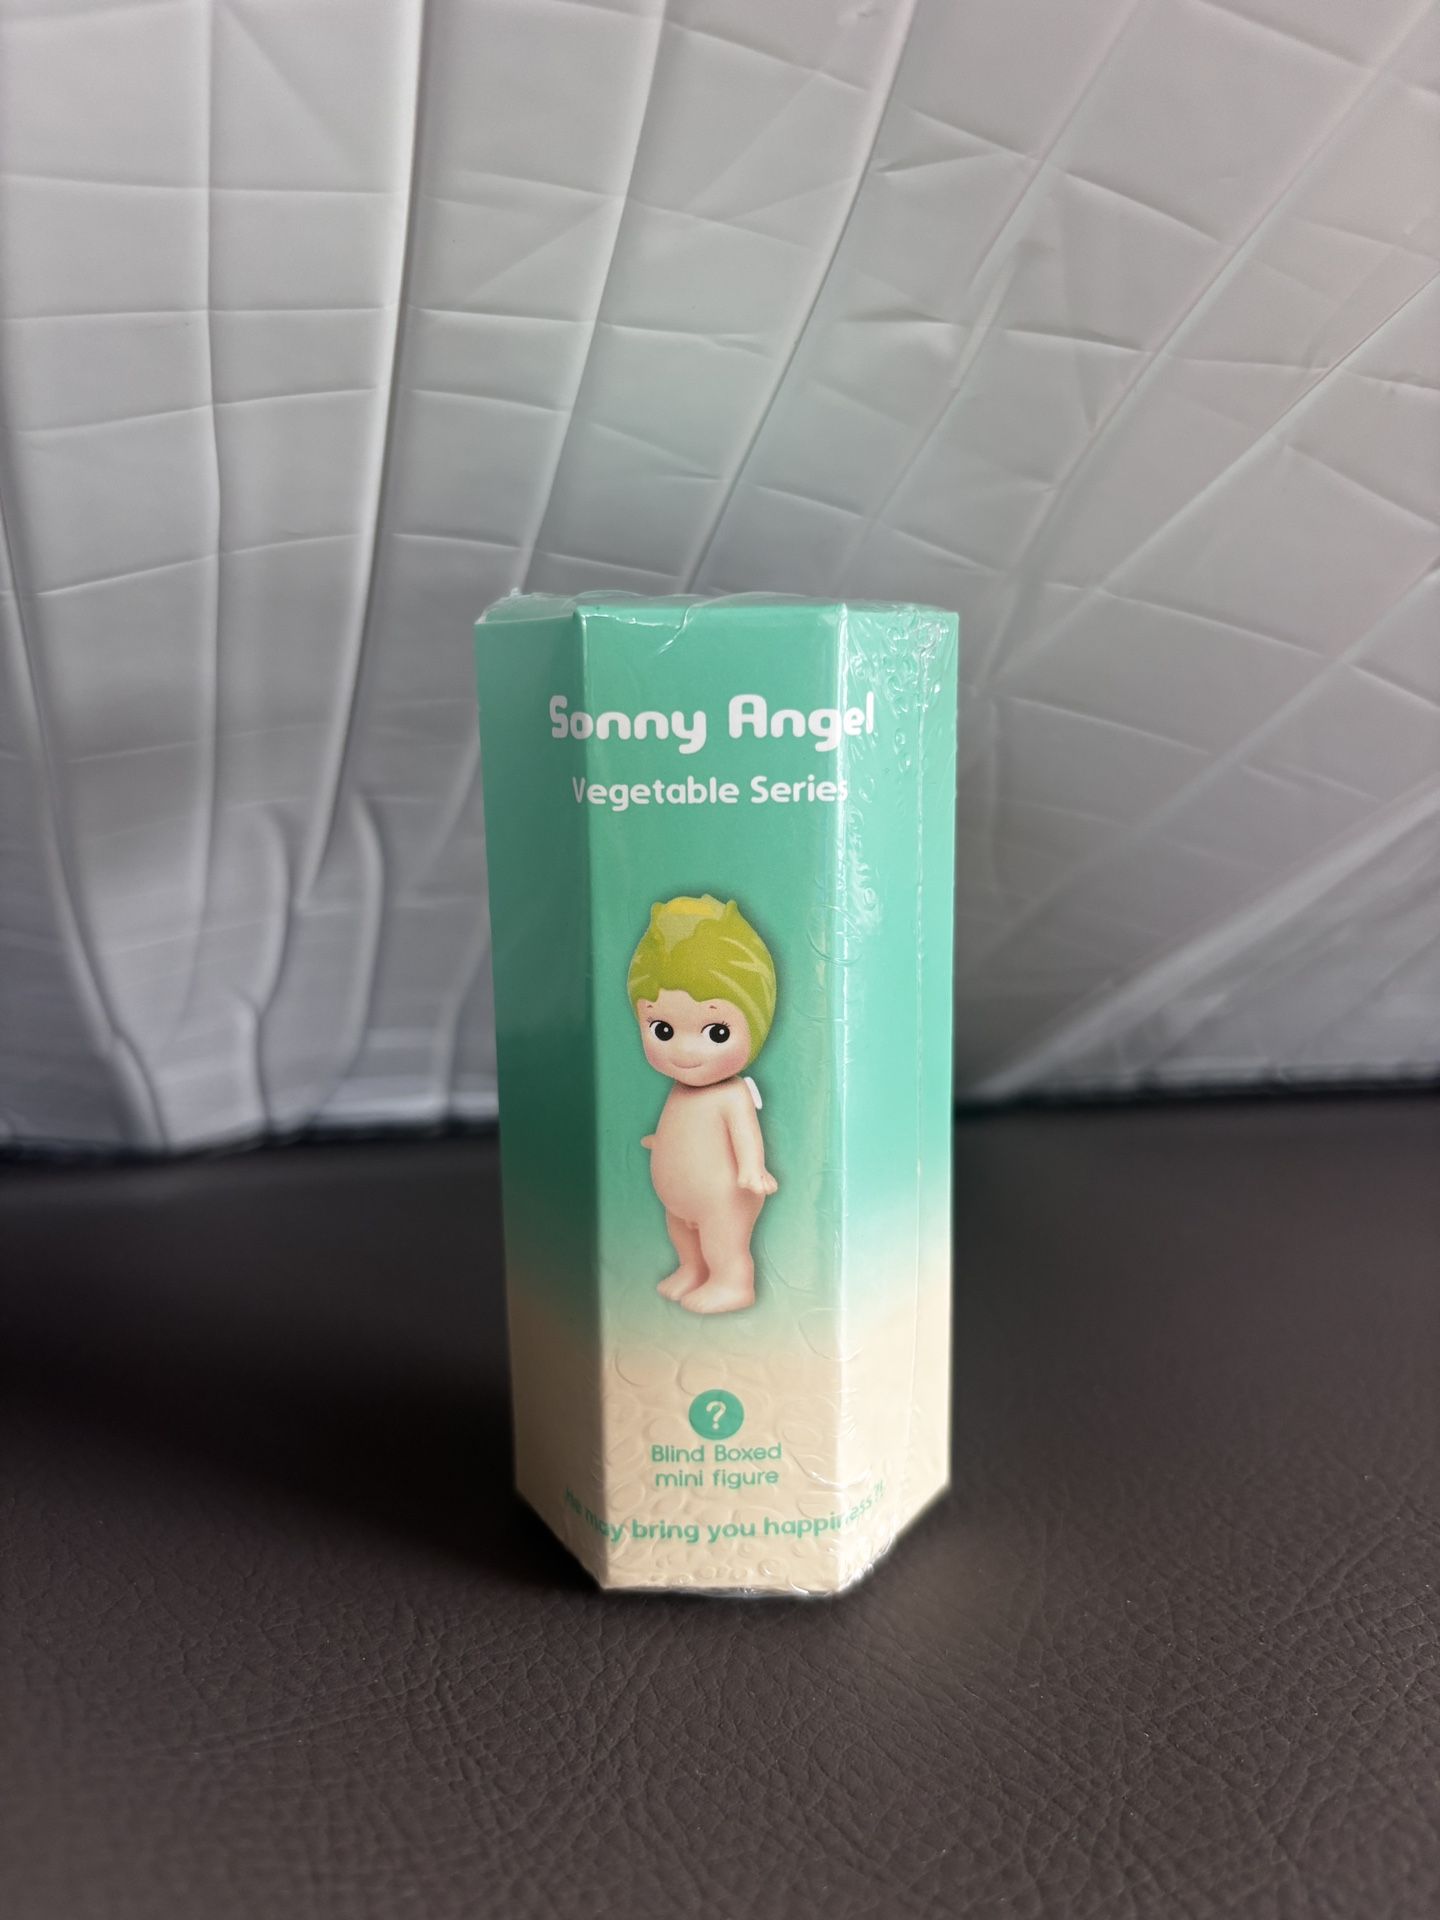 Sonny Angel
Vegetable Series
?
Blind Boxed
mini figure
He may bring you happiness?!